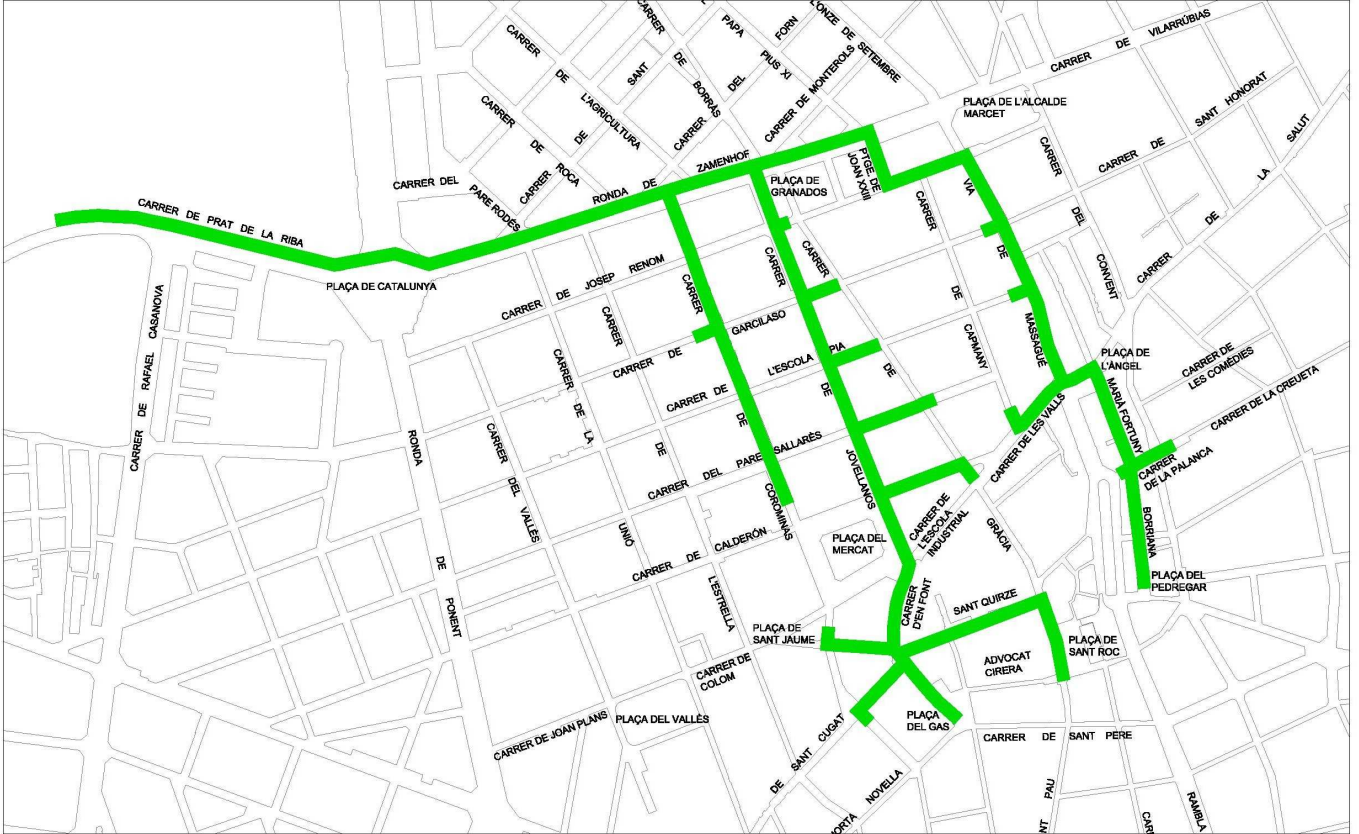 CARRER DE BORRÀS
PAPA PIUS XI
FORN
ONZE DE SETEMBRE
CARRER DE VILARRÚBIAS
CARRER DE L'AGRICULTURA
SANT
CARRER DEL
CARRER DE MONTEROLS
PLAÇA DE L'ALCALDE
MARCET
SANT HONORAT
CARRER DE
CARRER DE ROCA
CARRER DE
ZAMENHOF
RONDA DE
CARRER DEL
PARE RODÉS
PLAÇA DE
GRANADOS
PTGE. DE
JOAN XXIII
CARRER DEL CONVENT
CARRER DE LA SALUT
CARRER DE PRAT DE LA RIBA
PLAÇA DE CATALUNYA
VIA DE MASSAGUÉ
CARRER DE CAPMANY
CARRER DE GRÀCIA
CARRER DE JOVELLANOS
CARRER DE COROMINAS
CARRER DE JOSEP RENOM
CARRER DE GARCILASO
CARRER DE L'ESCOLA PIA
CARRER DE RAFAEL CASANOVA
CARRER DE L'ESTRELLA
CARRER DE LA UNIÓ
CARRER DEL VALLÈS
RONDA DE PONENT
PLAÇA DE
L'ÀNGEL
CARRER DE
LES COMÈDIES
CARRER DE LA CREUETA
MARIÀ FORTUNY
CARRER DE LES VALLS
CARRER
DE LA PALANCA
CARRER DEL PARE SALLARÈS
CARRER DE CALDERÓN
PLAÇA DEL
MERCAT
CARRER DE
L'ESCOLA
INDUSTRIAL
BORRIANA
PLAÇA DEL
PEDREGAR
CARRER
D'EN FONT
SANT QUIRZE
PLAÇA DE
SANT JAUME
PLAÇA DE
SANT ROC
ADVOCAT
CIRERA
CARRER DE
COLOM
PLAÇA DEL VALLÈS
CARRER DE JOAN PLANS
PLAÇA
DEL GAS
CARRER DE SANT PERE
DE SANT CUGAT
NOVELLA
PAU
RAMBLA